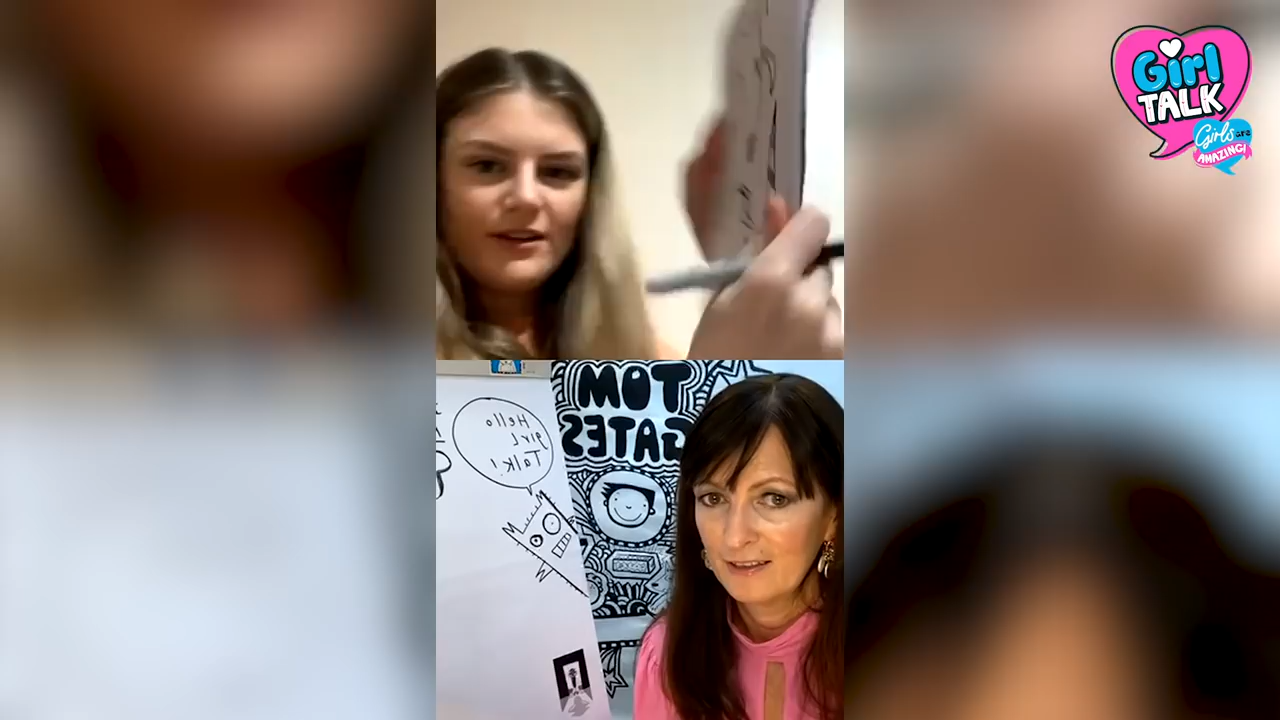 Girl
TALK
Girls are
AMAZING!
TOM
GATES
Hello
girl
Talk!